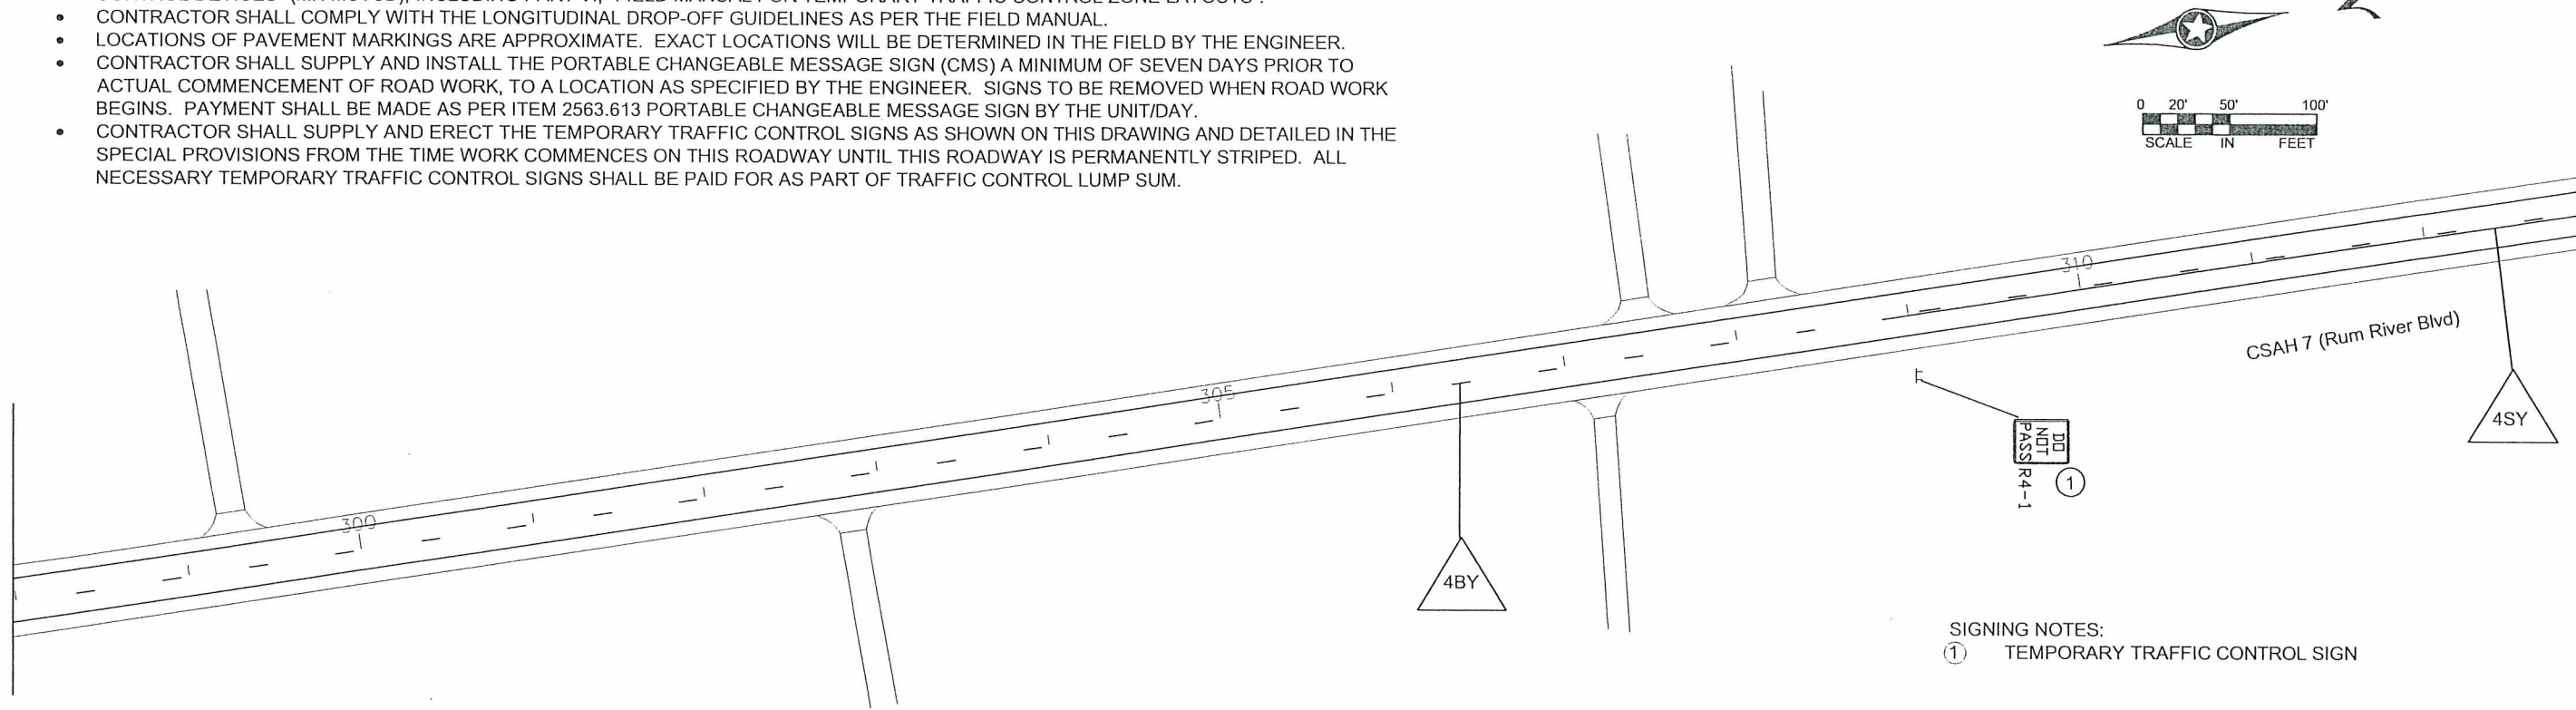 • CONTRACTOR SHALL COMPLY WITH THE LONGITUDINAL DROP-OFF GUIDELINES AS PER THE FIELD MANUAL.
• LOCATIONS OF PAVEMENT MARKINGS ARE APPROXIMATE. EXACT LOCATIONS WILL BE DETERMINED IN THE FIELD BY THE ENGINEER.
• CONTRACTOR SHALL SUPPLY AND INSTALL THE PORTABLE CHANGEABLE MESSAGE SIGN (CMS) A MINIMUM OF SEVEN DAYS PRIOR TO
ACTUAL COMMENCEMENT OF ROAD WORK, TO A LOCATION AS SPECIFIED BY THE ENGINEER. SIGNS TO BE REMOVED WHEN ROAD WORK
BEGINS. PAYMENT SHALL BE MADE AS PER ITEM 2563.613 PORTABLE CHANGEABLE MESSAGE SIGN BY THE UNIT/DAY.
• CONTRACTOR SHALL SUPPLY AND ERECT THE TEMPORARY TRAFFIC CONTROL SIGNS AS SHOWN ON THIS DRAWING AND DETAILED IN THE
SPECIAL PROVISIONS FROM THE TIME WORK COMMENCES ON THIS ROADWAY UNTIL THIS ROADWAY IS PERMANENTLY STRIPED. ALL
NECESSARY TEMPORARY TRAFFIC CONTROL SIGNS SHALL BE PAID FOR AS PART OF TRAFFIC CONTROL LUMP SUM.
0 20' 50' 100'
SCALE IN FEET
310
CSAH 7 (Rum River Blvd)
305
4SY
DO
NOT
PASS
R4-1
1
300
4BY
SIGNING NOTES:
1 TEMPORARY TRAFFIC CONTROL SIGN